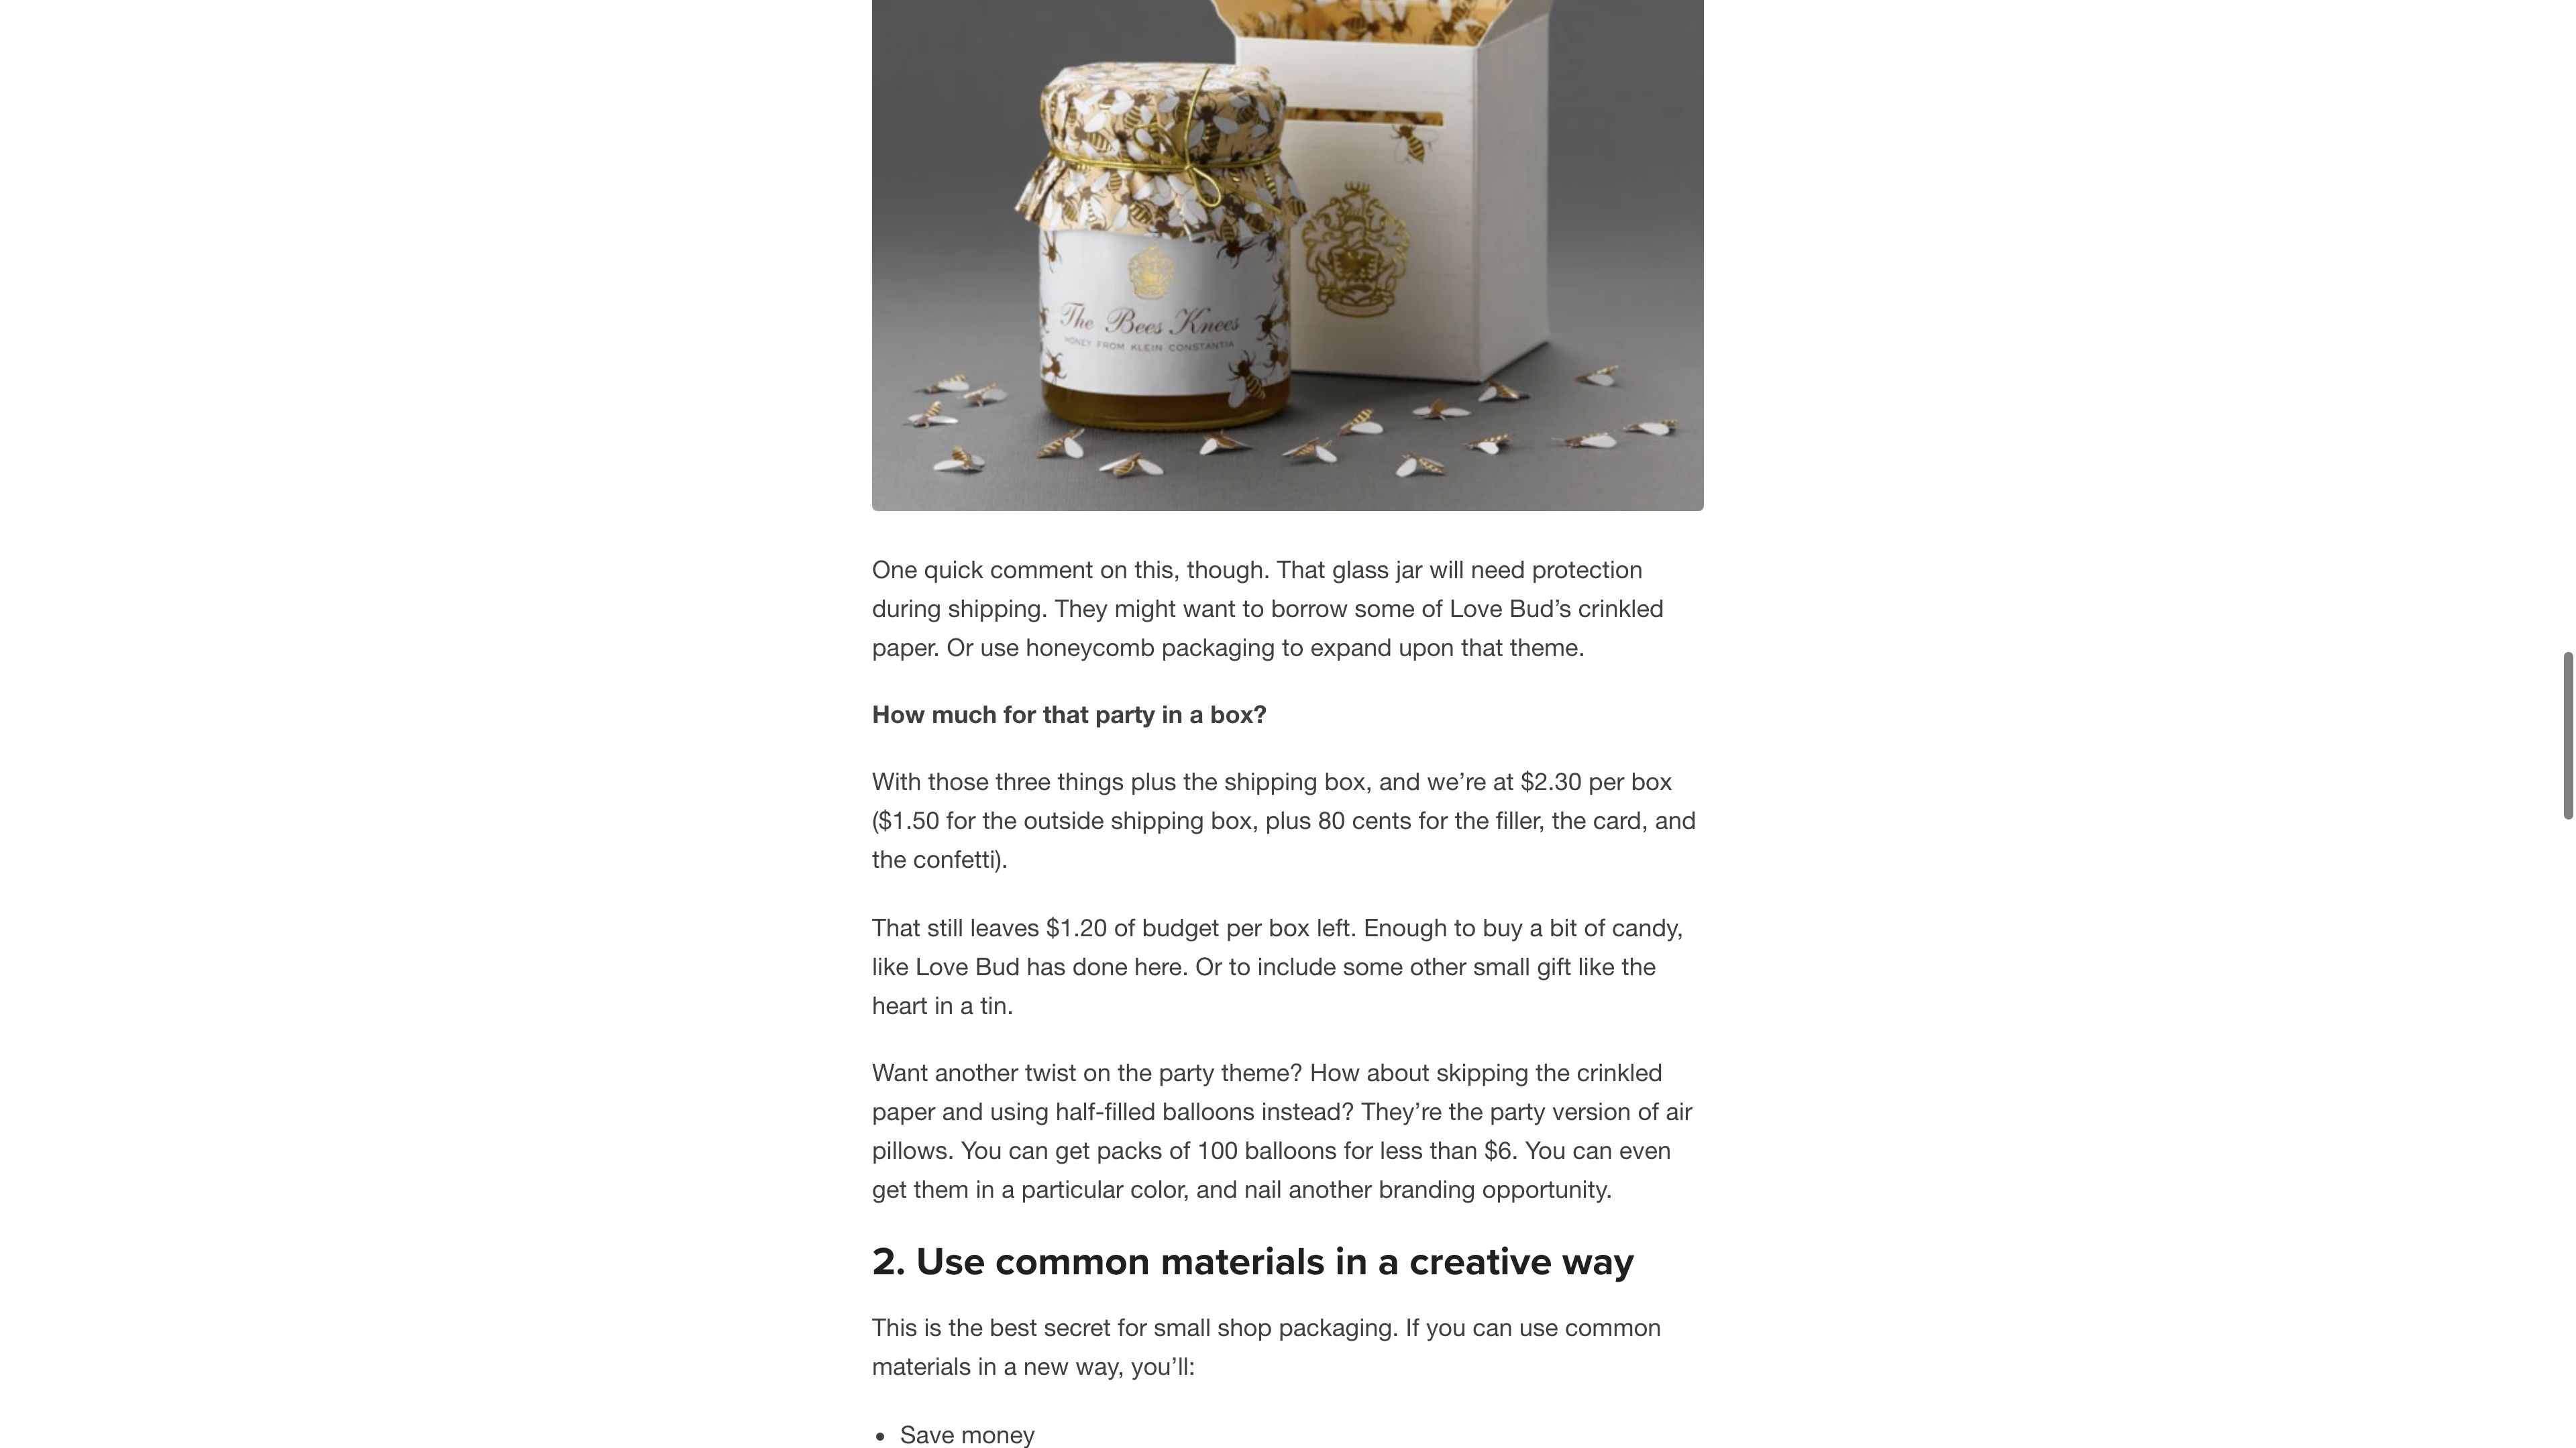 The Bees Knees
HONEY FROM KLEIN CONSTANTIA
One quick comment on this, though. That glass jar will need protection
during shipping. They might want to borrow some of Love Bud’s crinkled
paper. Or use honeycomb packaging to expand upon that theme.
How much for that party in a box?
With those three things plus the shipping box, and we’re at $2.30 per box
($1.50 for the outside shipping box, plus 80 cents for the filler, the card, and
the confetti).
That still leaves $1.20 of budget per box left. Enough to buy a bit of candy,
like Love Bud has done here. Or to include some other small gift like the
heart in a tin.
Want another twist on the party theme? How about skipping the crinkled
paper and using half-filled balloons instead? They’re the party version of air
pillows. You can get packs of 100 balloons for less than $6. You can even
get them in a particular color, and nail another branding opportunity.
2. Use common materials in a creative way
This is the best secret for small shop packaging. If you can use common
materials in a new way, you’ll:
• Save money